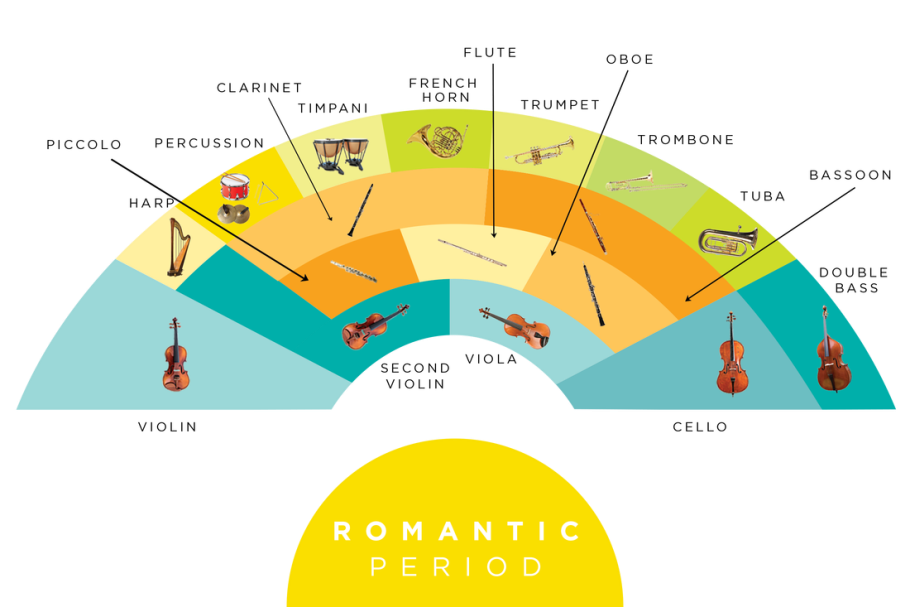 FLUTE
OBOE
CLARINET
FRENCH
HORN
TIMPANI
TRUMPET
PICCOLO
PERCUSSION
TROMBONE
BASSOON
HARP
TUBA
DOUBLE
BASS
SECOND
VIOLIN
VIOLA
VIOLIN
CELLO
ROMANTIC
PERIOD